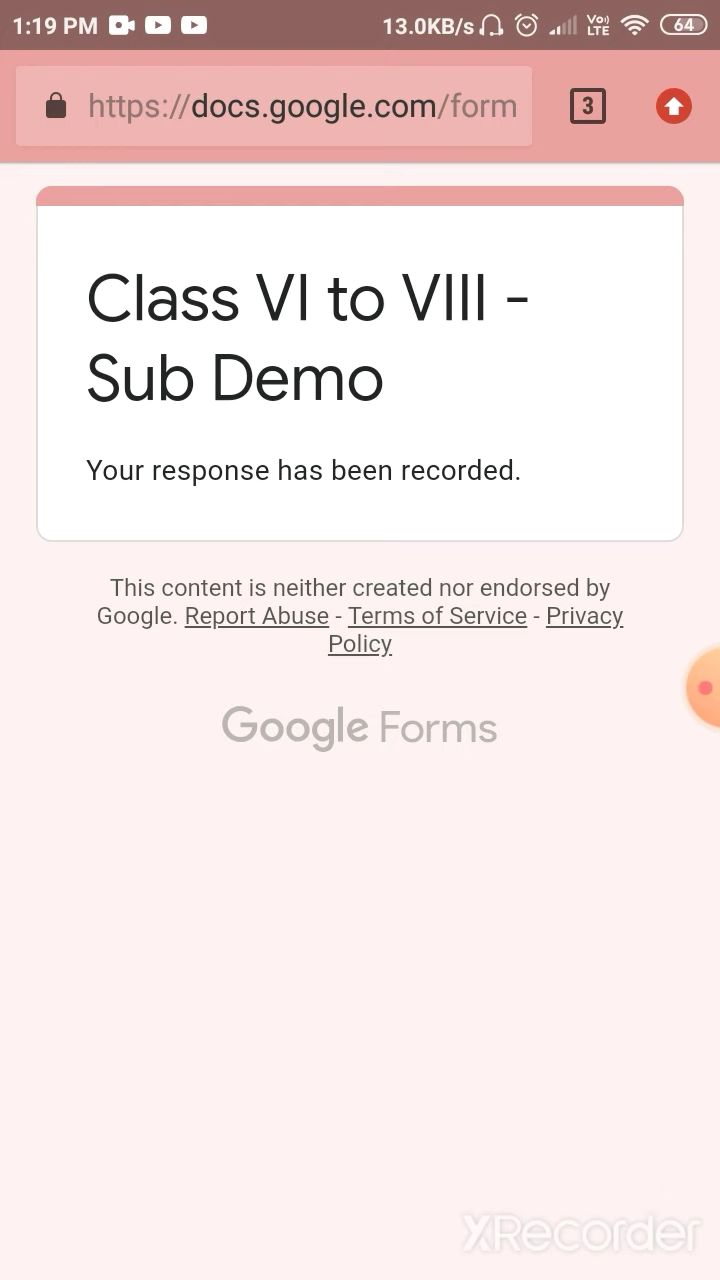 1:19 PM 13.0KB/s Vo) LTE 64
https://docs.google.com/form 3
Class VI to VIII -
Sub Demo
Your response has been recorded.
This content is neither created nor endorsed by
Google. Report Abuse - Terms of Service - Privacy
Policy
Google Forms
XRecorder